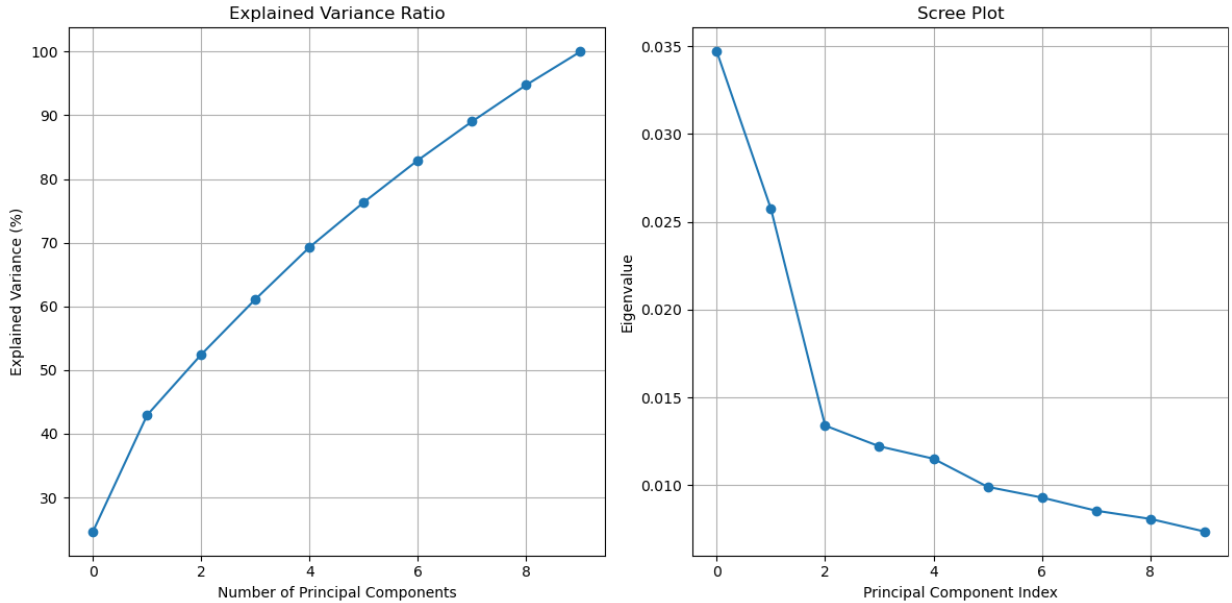 Explained Variance Ratio
100
90
80
70
60
50
40
30
Explained Variance (%)
0 2 4 6 8
Number of Principal Components
Scree Plot
0.035
0.030
0.025
0.020
0.015
0.010
Eigenvalue
0 2 4 6 8
Principal Component Index